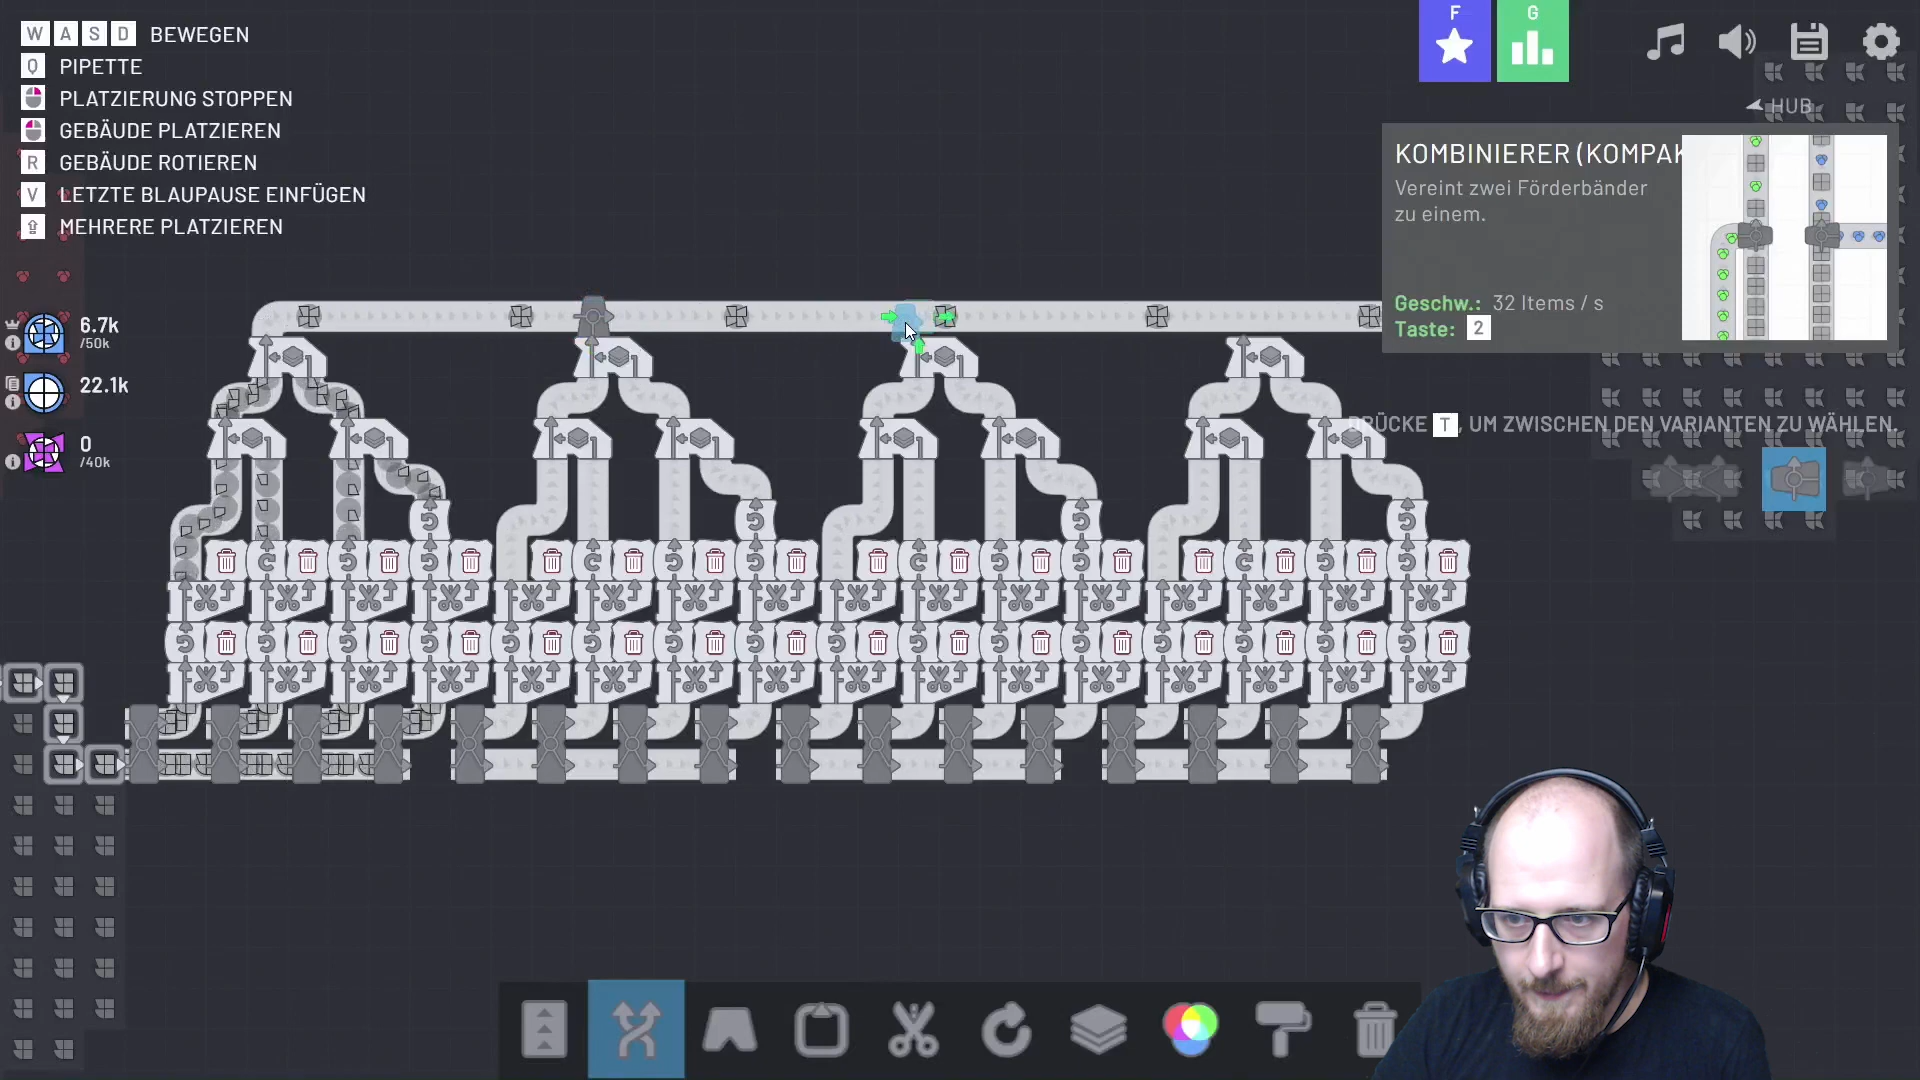 W A S D BEWEGEN
Q PIPETTE
PLATZIERUNG STOPPEN
GEBÄUDE PLATZIEREN
R GEBÄUDE ROTIEREN
V LETZTE BLAUPAUSE EINFÜGEN
⇧ MEHRERE PLATZIEREN
F G
HUB
KOMBINIERER (KOMPAK
Vereint zwei Förderbänder
zu einem.
Geschw.: 32 Items / s
Taste: 2
DRÜCKE T, UM ZWISCHEN DEN VARIANTEN ZU WÄHLEN.
6.7k
/50k
22.1k
0
/40k